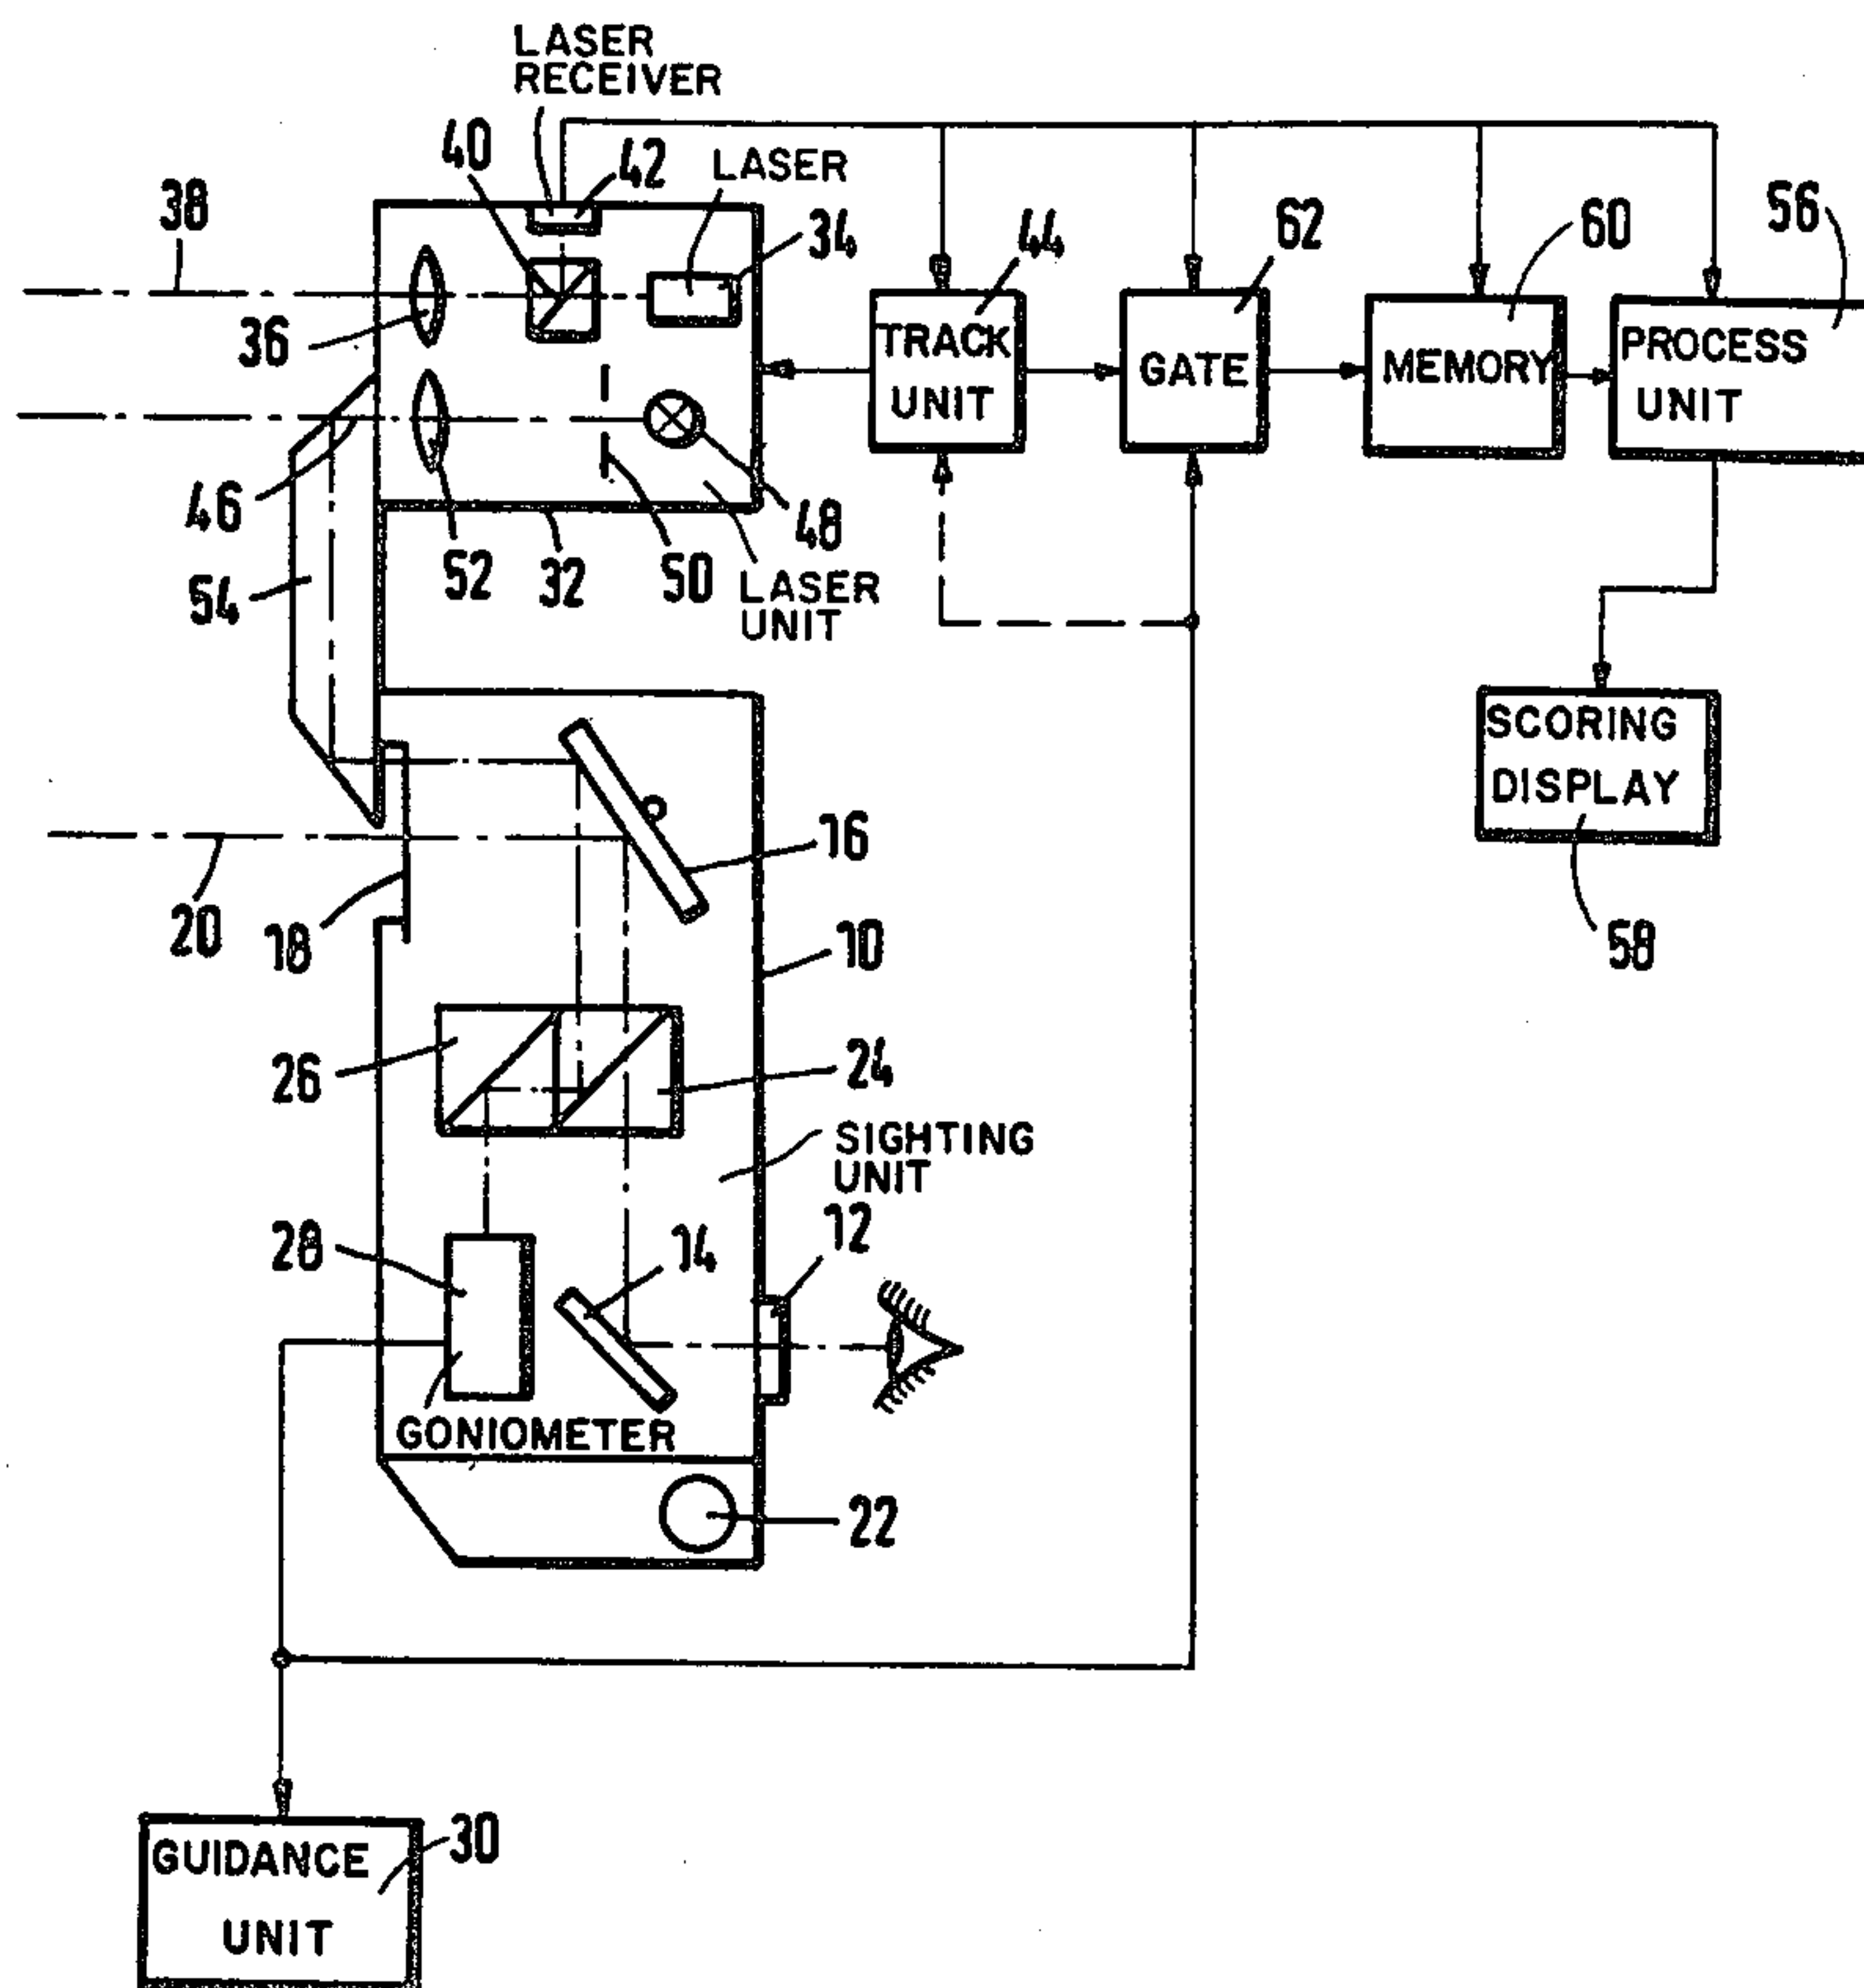 LASER
RECEIVER
40
42
LASER
38
34
44
62
60
56
36
TRACK
UNIT
GATE
MEMORY
PROCESS
UNIT
46
54
52
32
50
48
LASER
UNIT
SCORING
DISPLAY
58
16
20
18
10
26
24
SIGHTING
UNIT
28
14
12
GONIOMETER
22
GUIDANCE
UNIT
30